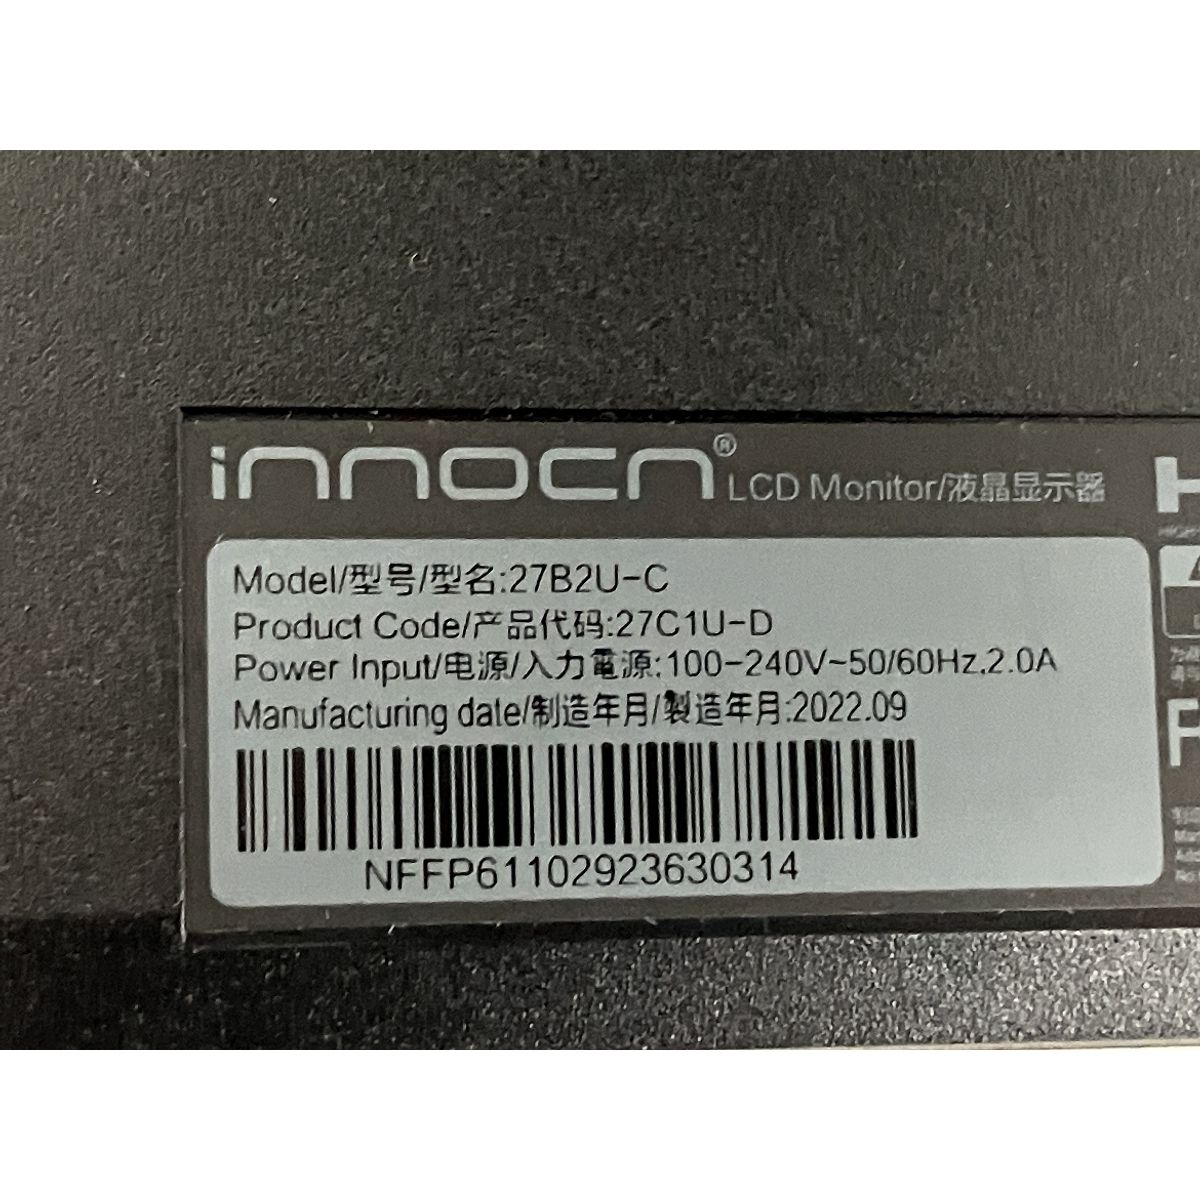 innocn® LCD Monitor/液晶显示器
Model/型号/型名:27B2U-C
Product Code/产品代码:27C1U-D
Power Input/电源/入力電源:100-240V~50/60Hz,2.0A
Manufacturing date/制造年月/製造年月:2022.09
NFFP61102923630314